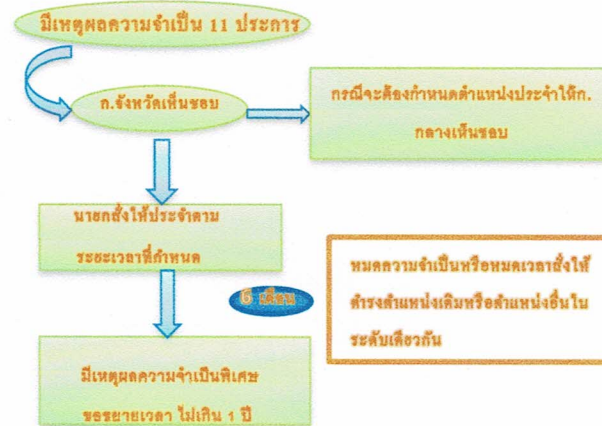 มีเหตุผลความจำเป็น 11 ประการ
ก.จังหวัดเห็นชอบ
กรณีจะต้องกำหนดตำแหน่งประจำให้ก.
กลางเห็นชอบ
นายกสั่งให้ประจำตาม
ระยะเวลาที่กำหนด
6 เดือน
หมดความจำเป็นหรือหมดเวลาสั่งให้
ดำรงตำแหน่งเดิมหรือตำแหน่งอื่นใน
ระดับเดียวกัน
มีเหตุผลความจำเป็นพิเศษ
ขอขยายเวลา ไม่เกิน 1 ปี